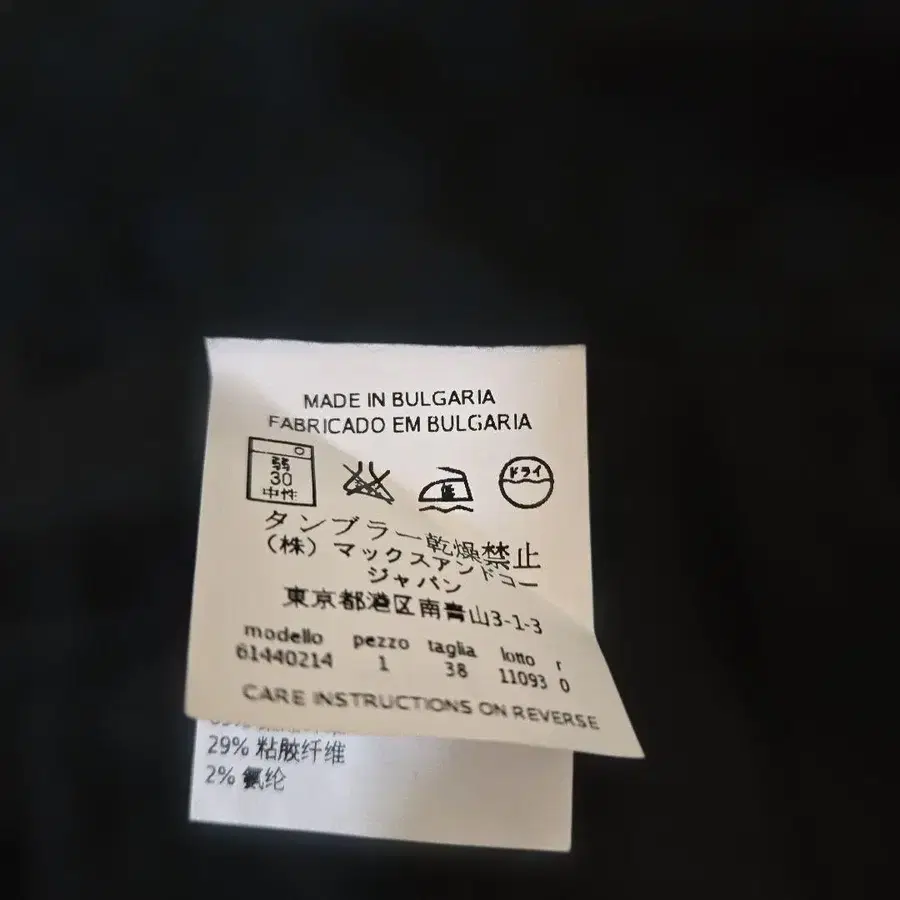 MADE IN BULGARIA
FABRICADO EM BULGARIA
弱
30
中性
ドライ
タンブラー乾燥禁止
(株) マックスアンドコー
ジャパン
東京都港区南青山3-1-3
modello pezzo taglia lotto r
61440214 1 38 11093 0
CARE INSTRUCTIONS ON REVERSE
29% 粘胶纤维
2% 氨纶